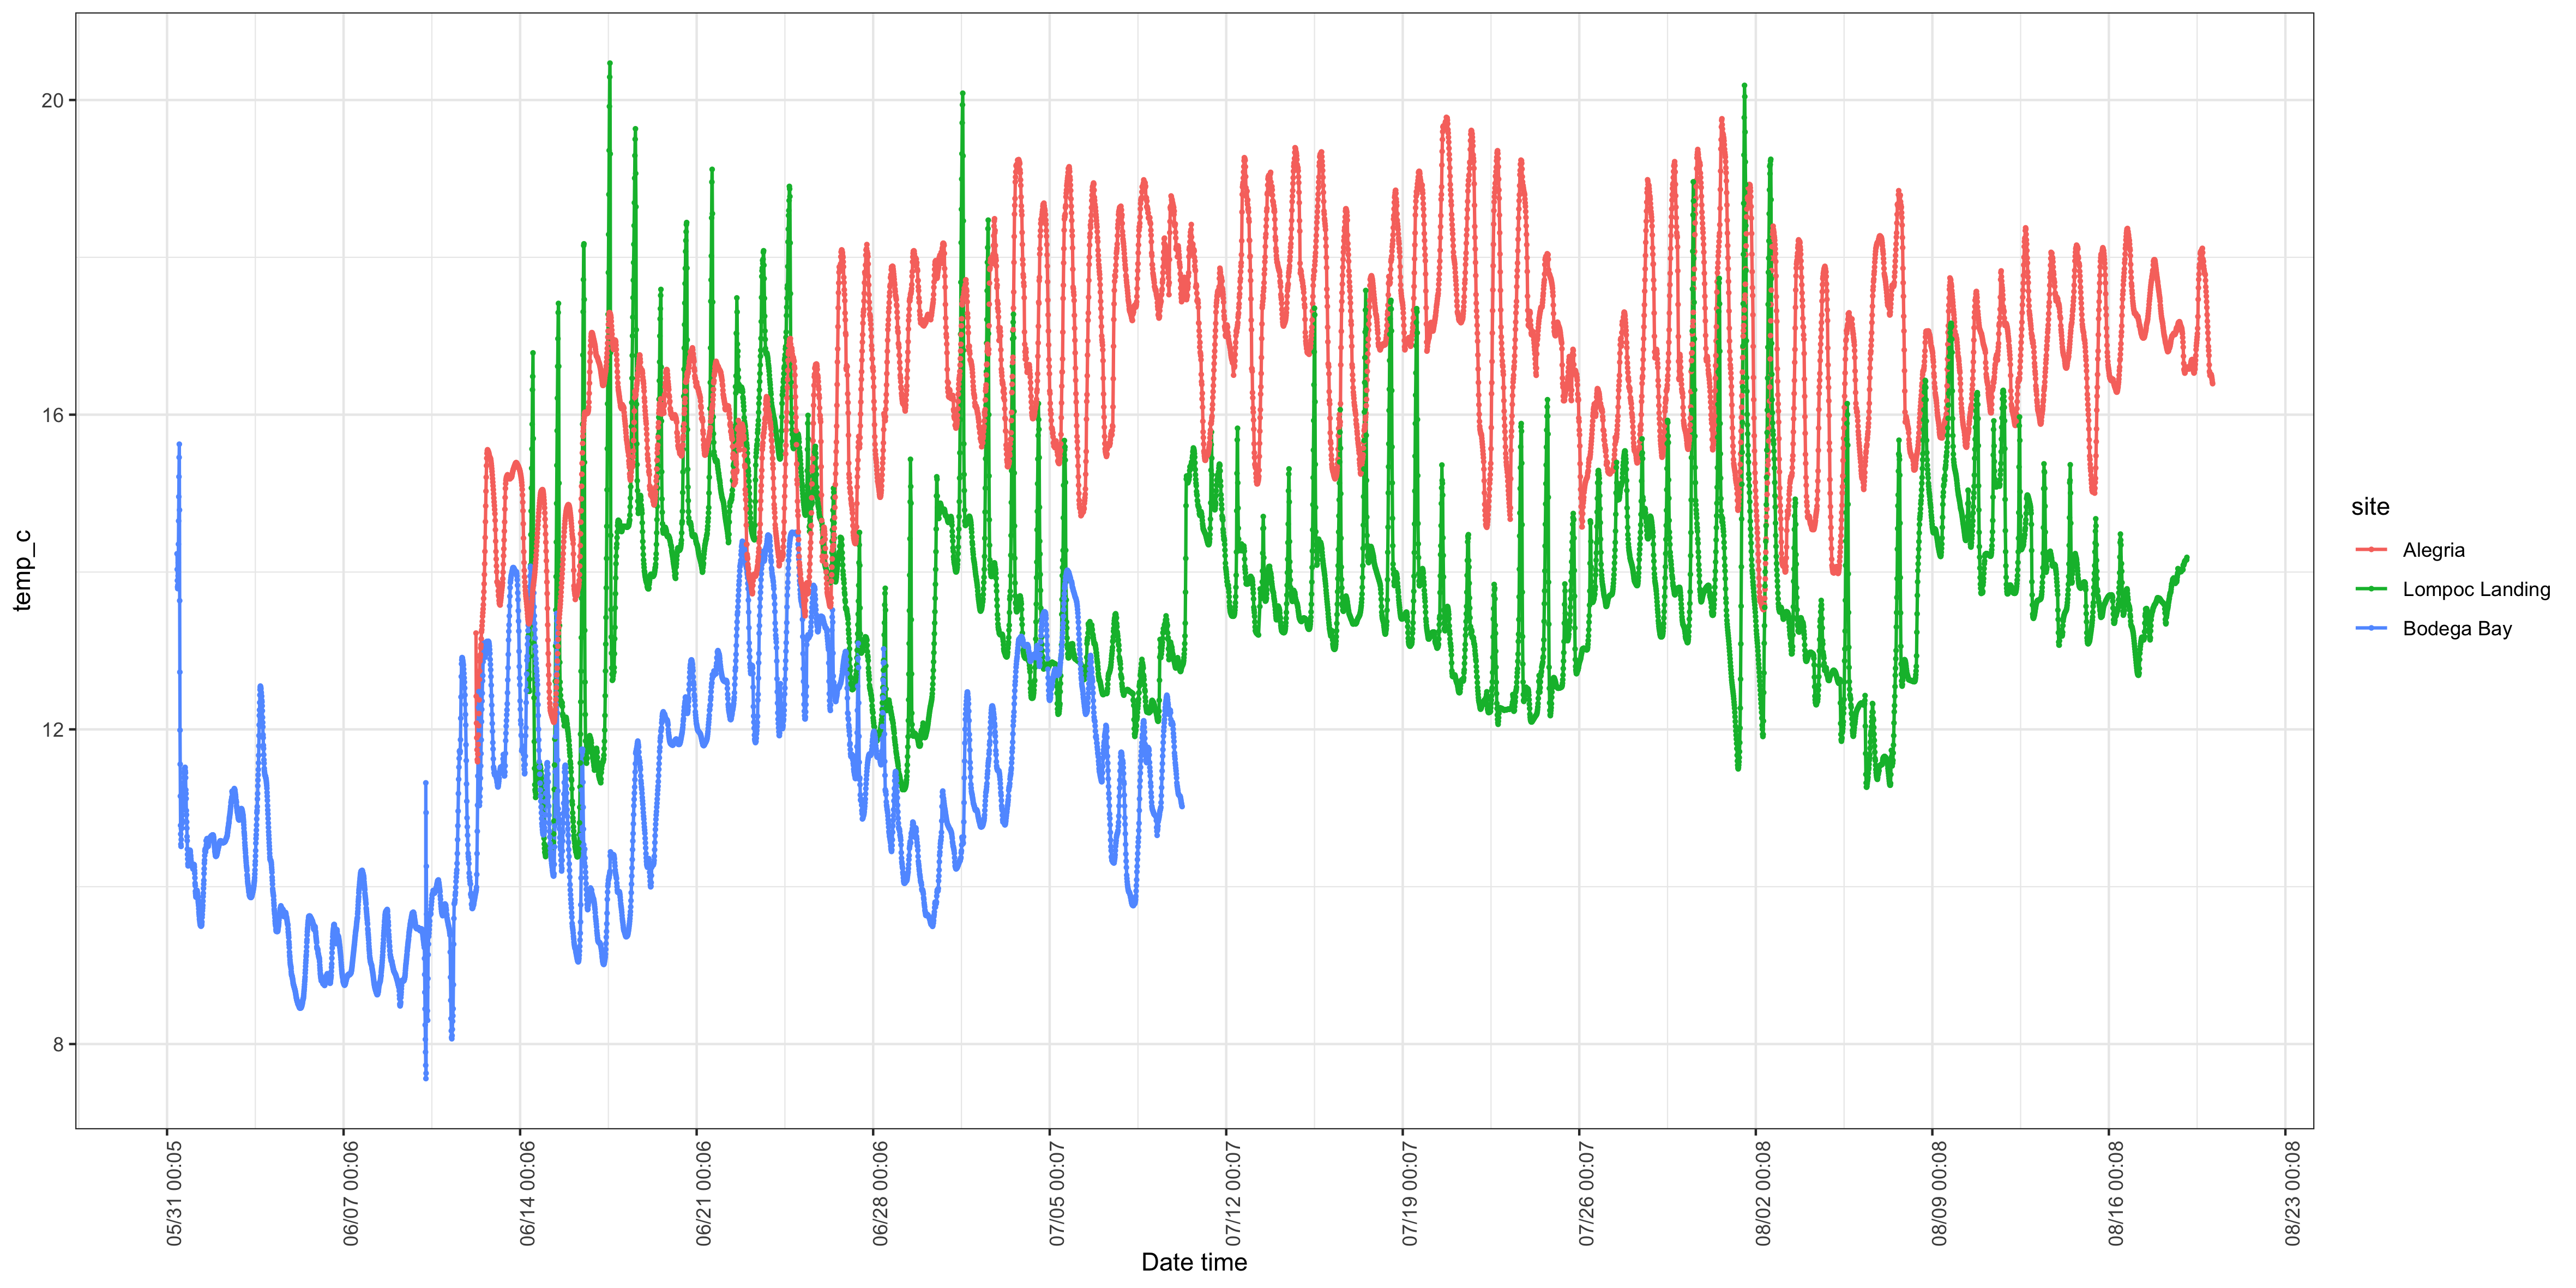 temp_c
20
16
12
8
05/31 00:05
06/07 00:06
06/14 00:06
06/21 00:06
06/28 00:06
07/05 00:07
07/12 00:07
07/19 00:07
07/26 00:07
08/02 00:08
08/09 00:08
08/16 00:08
08/23 00:08
Date time
site
Alegria
Lompoc Landing
Bodega Bay